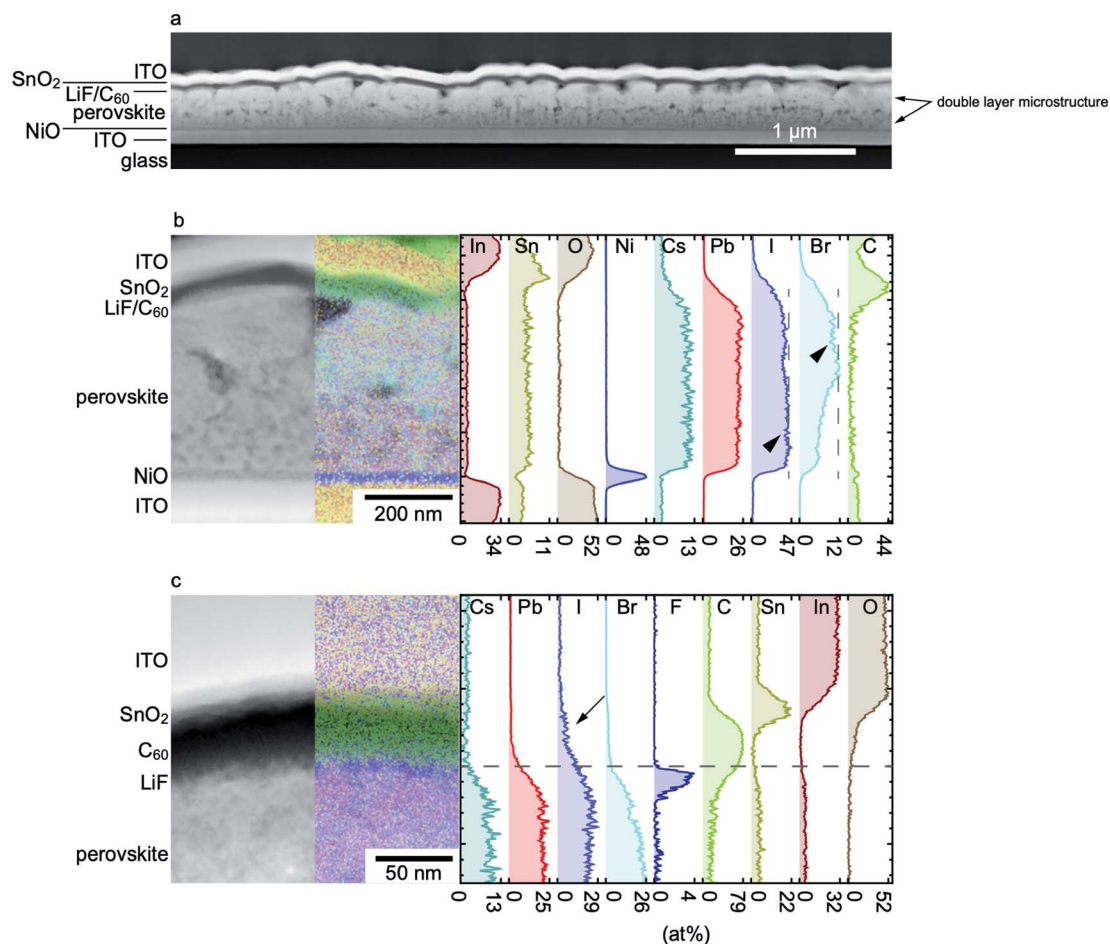 a
ITO
SnO2
LiF/C60
perovskite
NiO
ITO
glass
double layer microstructure
1 µm
b
ITO
SnO2
LiF/C60
perovskite
NiO
ITO
200 nm
In Sn O Ni Cs Pb I Br C
0 34 0 11 0 52 0 48 0 13 0 26 0 47 0 12 0 44
c
ITO
SnO2
C60
LiF
perovskite
50 nm
Cs Pb I Br F C Sn In O
0 13 0 25 0 29 0 26 0 4 0 79 0 22 0 32 0 52
(at%)